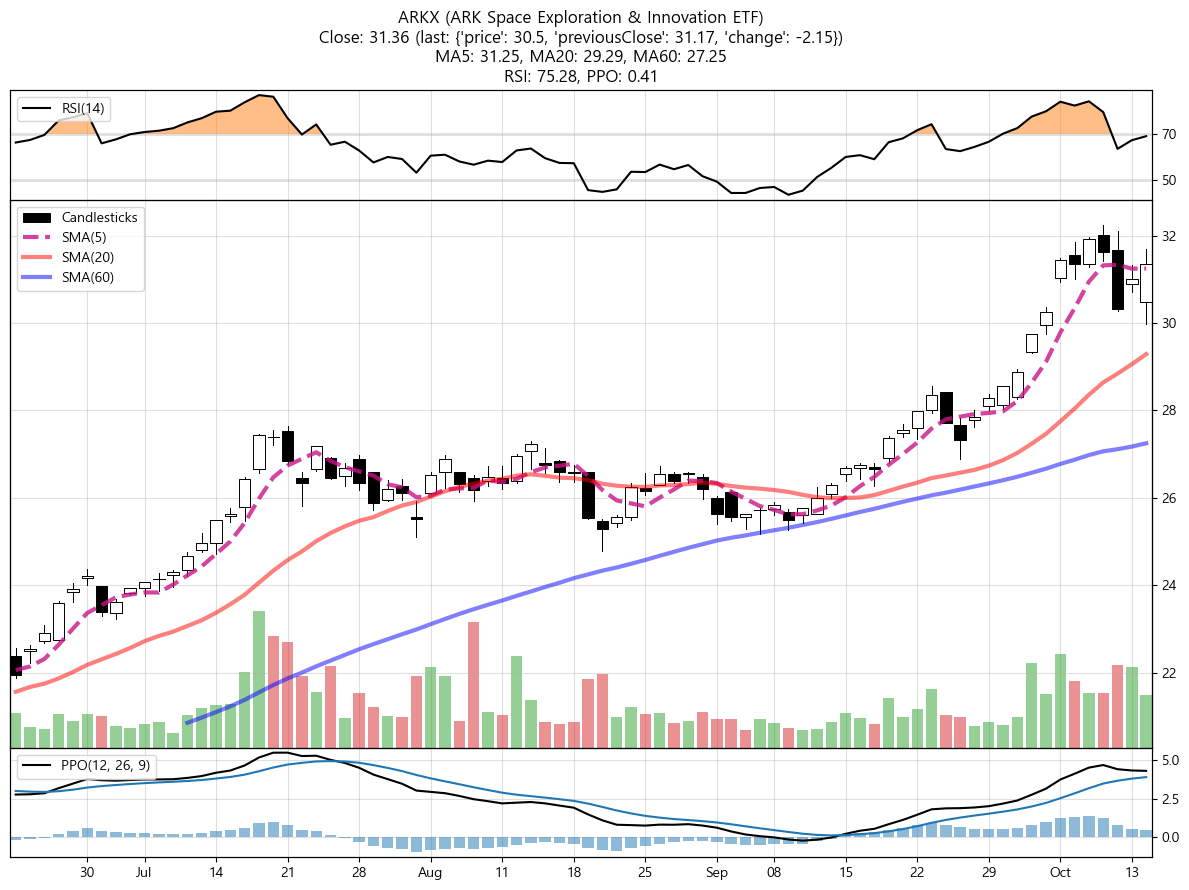 ARKX (ARK Space Exploration & Innovation ETF)
Close: 31.36 (last: {'price': 30.5, 'previousClose': 31.17, 'change': -2.15})
MA5: 31.25, MA20: 29.29, MA60: 27.25
RSI: 75.28, PPO: 0.41
RSI(14)
70
50
Candlesticks
SMA(5)
SMA(20)
SMA(60)
32
30
28
26
24
22
PPO(12, 26, 9)
5.0
2.5
0.0
30 Jul 14 21 28 Aug 11 18 25 Sep 08 15 22 29 Oct 13